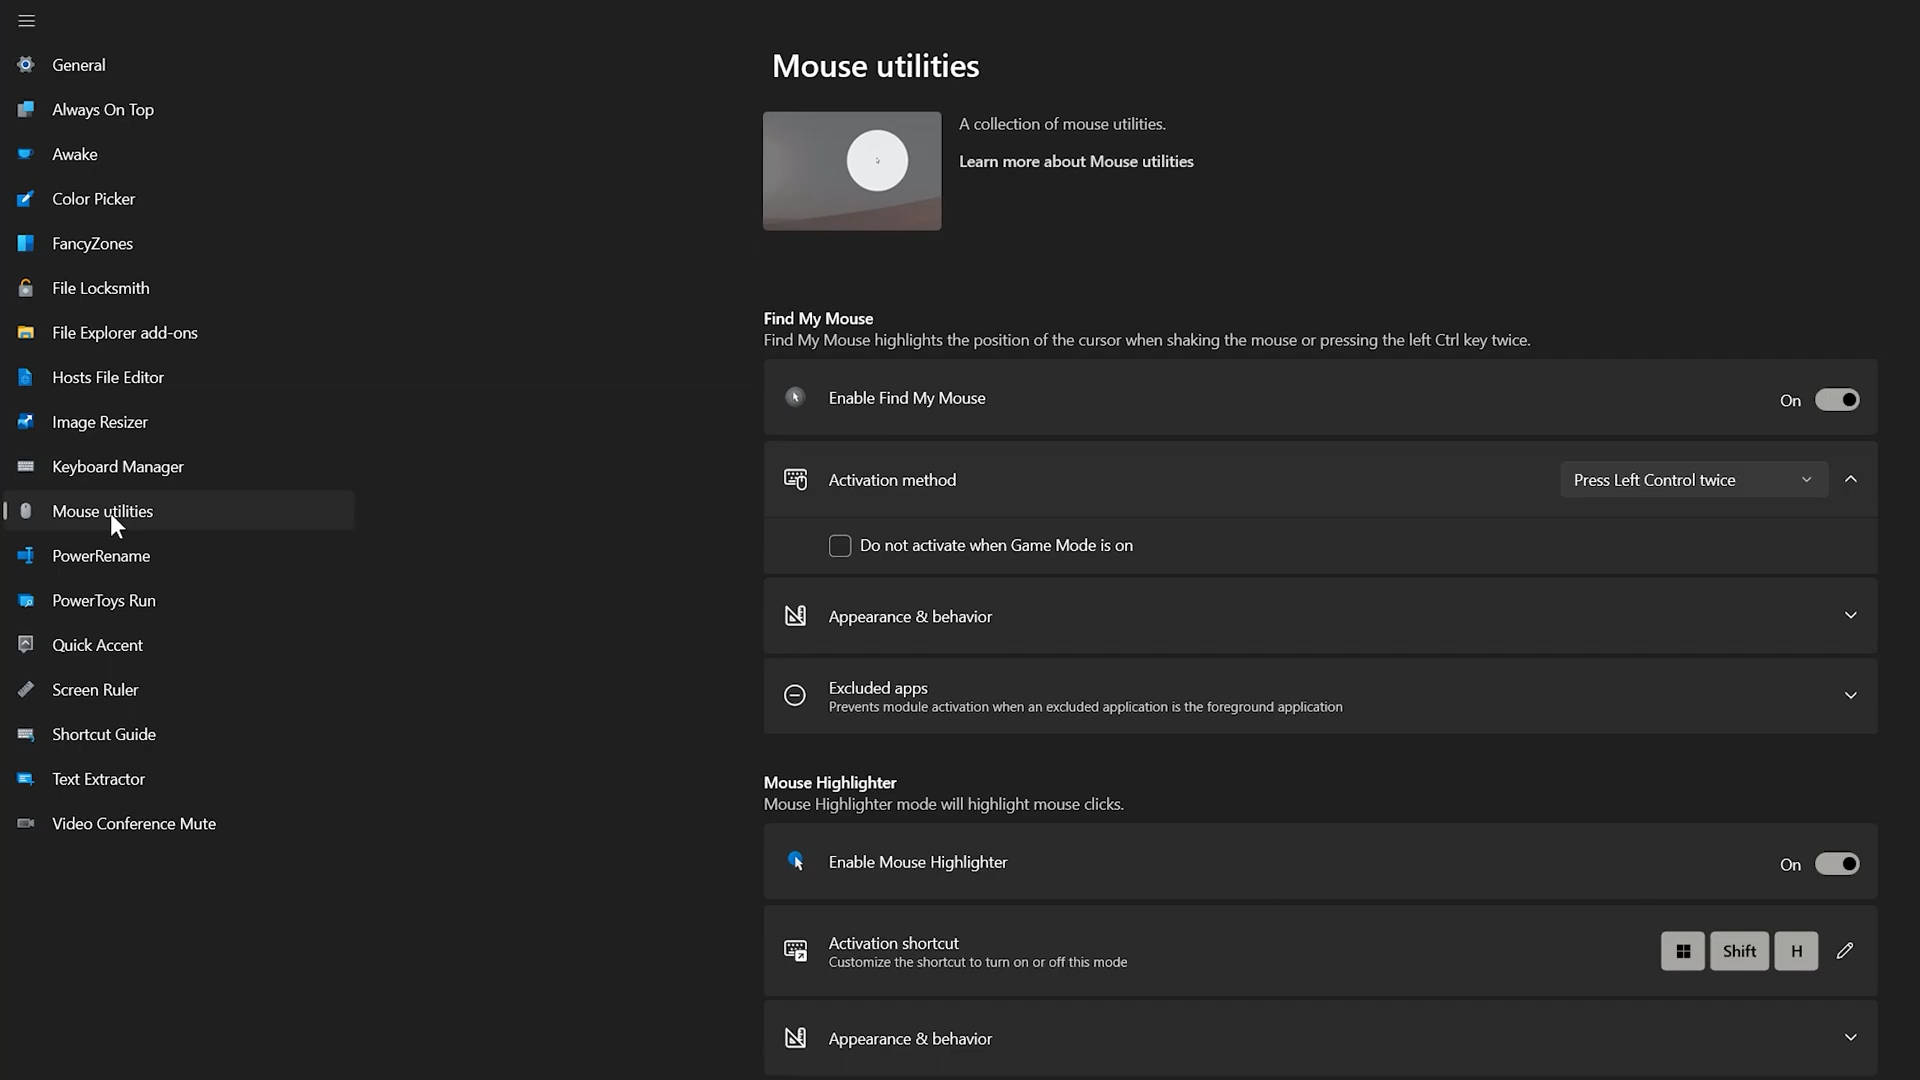 General
Always On Top
Awake
Color Picker
FancyZones
File Locksmith
File Explorer add-ons
Hosts File Editor
Image Resizer
Keyboard Manager
Mouse utilities
PowerRename
PowerToys Run
Quick Accent
Screen Ruler
Shortcut Guide
Text Extractor
Video Conference Mute
Mouse utilities
A collection of mouse utilities.
Learn more about Mouse utilities
Find My Mouse
Find My Mouse highlights the position of the cursor when shaking the mouse or pressing the left Ctrl key twice.
Enable Find My Mouse On
Activation method Press Left Control twice
Do not activate when Game Mode is on
Appearance & behavior
Excluded apps
Prevents module activation when an excluded application is the foreground application
Mouse Highlighter
Mouse Highlighter mode will highlight mouse clicks.
Enable Mouse Highlighter On
Activation shortcut Shift H
Customize the shortcut to turn on or off this mode
Appearance & behavior